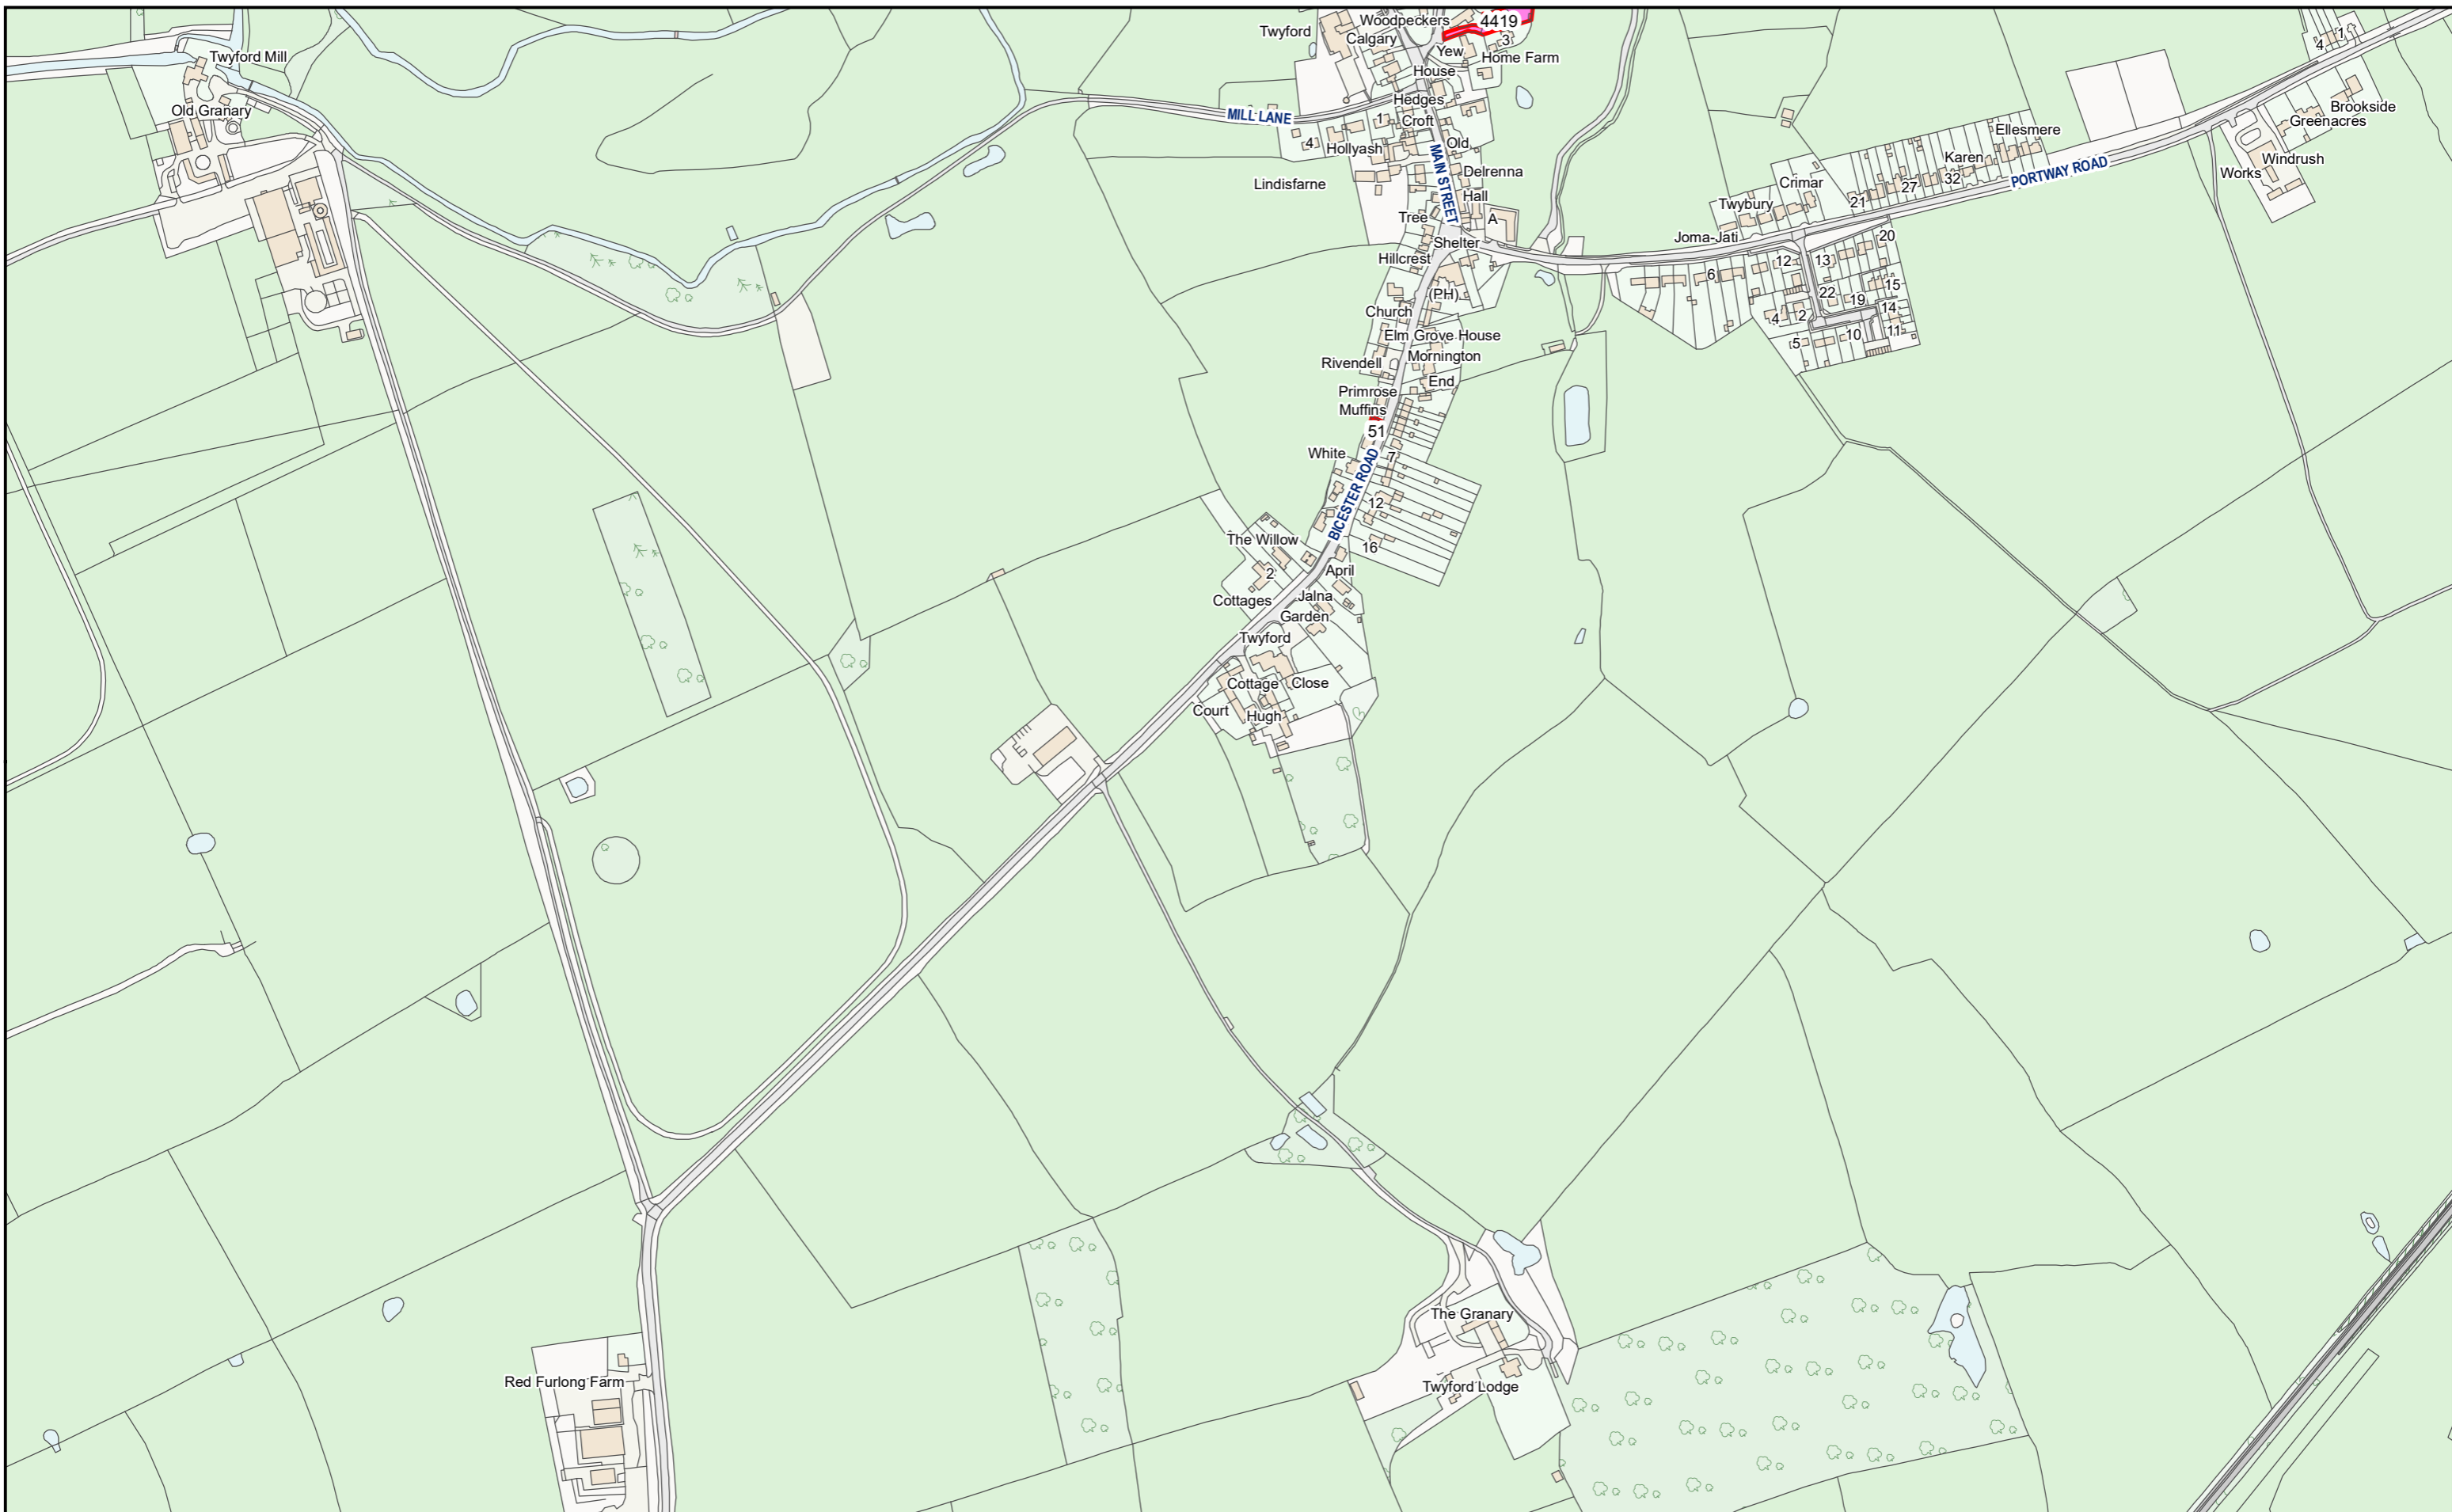 Woodpeckers
4419
Twyford
Calgary
3
Yew
Home Farm
4
1
Twyford Mill
House
Old Granary
MILL LANE
Hedges
1
Croft
Brookside
Greenacres
Ellesmere
4
Hollyash
Old
MAIN STREET
Karen
Windrush
PORTWAY ROAD
Works
Lindisfarne
Delrenna
Crimar
27
32
Hall
21
Twybury
Tree
A
Joma-Jati
20
Shelter
Hillcrest
12
13
6
(PH)
22
19
15
14
Church
4
2
Elm Grove House
10
11
5
Mornington
Rivendell
End
Primrose
Muffins
51
White
7
BICESTER ROAD
12
The Willow
16
2
April
Cottages
Jalna
Garden
Twyford
Cottage
Close
Court
Hugh
The Granary
Red Furlong Farm
Twyford Lodge